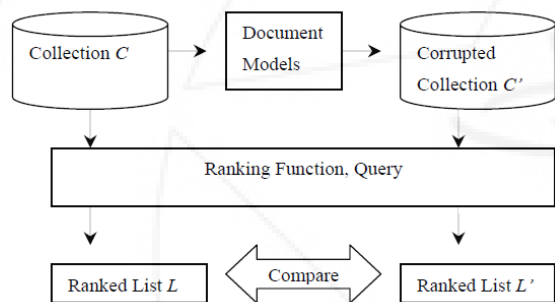 Collection C
Document
Models
Corrupted
Collection C'
Ranking Function, Query
Ranked List L
Compare
Ranked List L'